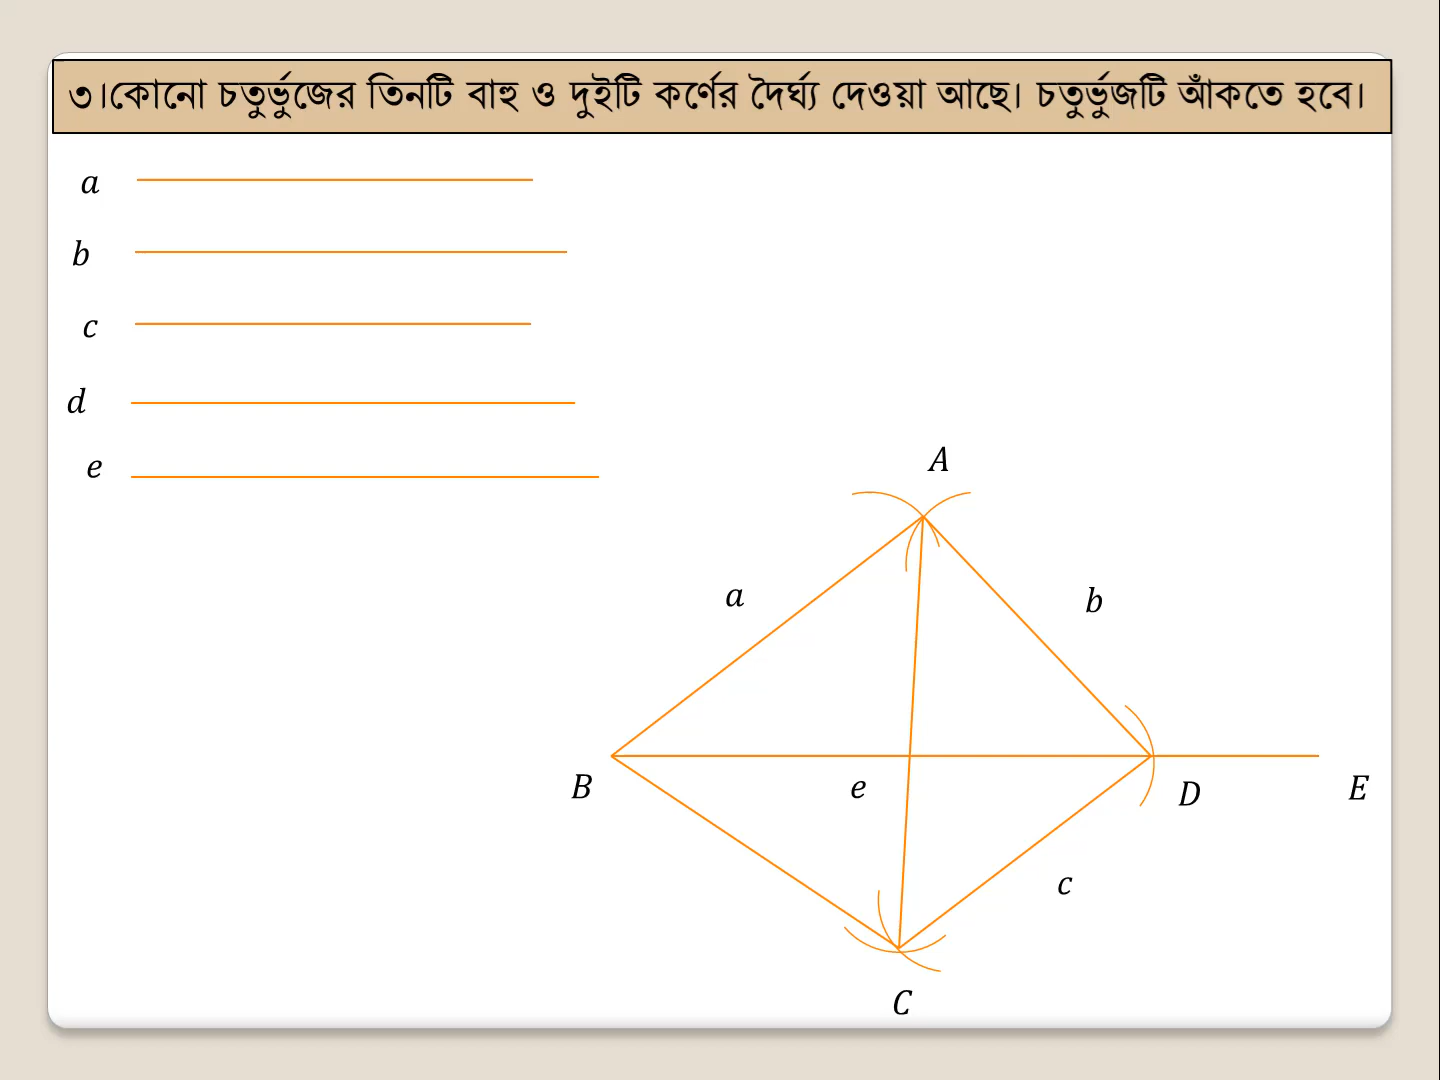 ৩।কোনো চতুর্ভুজের তিনটি বাহু ও দুইটি কর্ণের দৈর্ঘ্য দেওয়া আছে। চতুর্ভুজটি আঁকতে হবে।
a
b
c
d
e
A
a
b
B
e
D
E
c
C